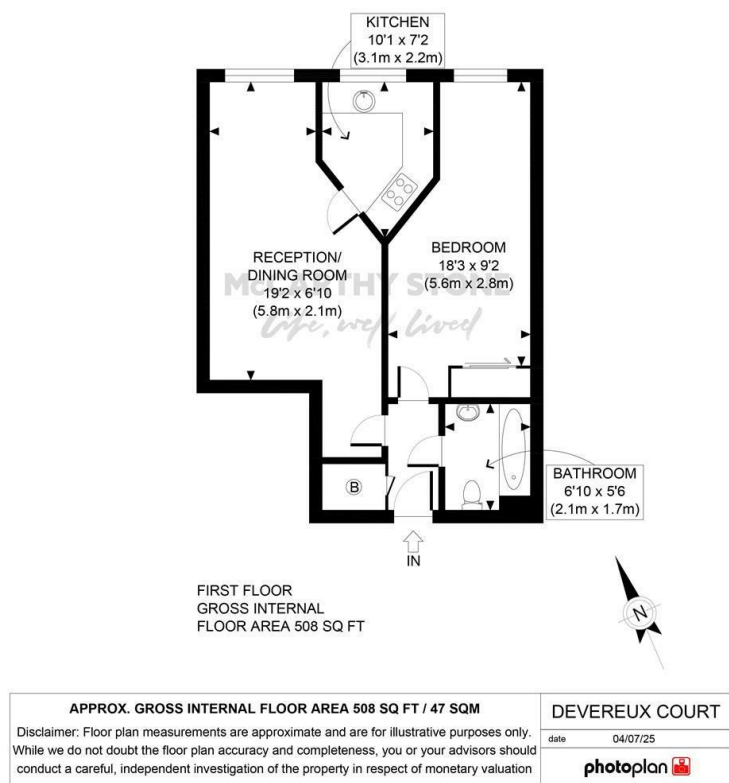 KITCHEN
10'1 x 7'2
(3.1m x 2.2m)
RECEPTION/
DINING ROOM
19'2 x 6'10
(5.8m x 2.1m)
BEDROOM
18'3 x 9'2
(5.6m x 2.8m)
McCARTHY STONE
Life, well lived
B
BATHROOM
6'10 x 5'6
(2.1m x 1.7m)
IN
FIRST FLOOR
GROSS INTERNAL
FLOOR AREA 508 SQ FT
N
APPROX. GROSS INTERNAL FLOOR AREA 508 SQ FT / 47 SQM
Disclaimer: Floor plan measurements are approximate and are for illustrative purposes only.
While we do not doubt the floor plan accuracy and completeness, you or your advisors should
conduct a careful, independent investigation of the property in respect of monetary valuation
DEVEREUX COURT
date 04/07/25
photoplan